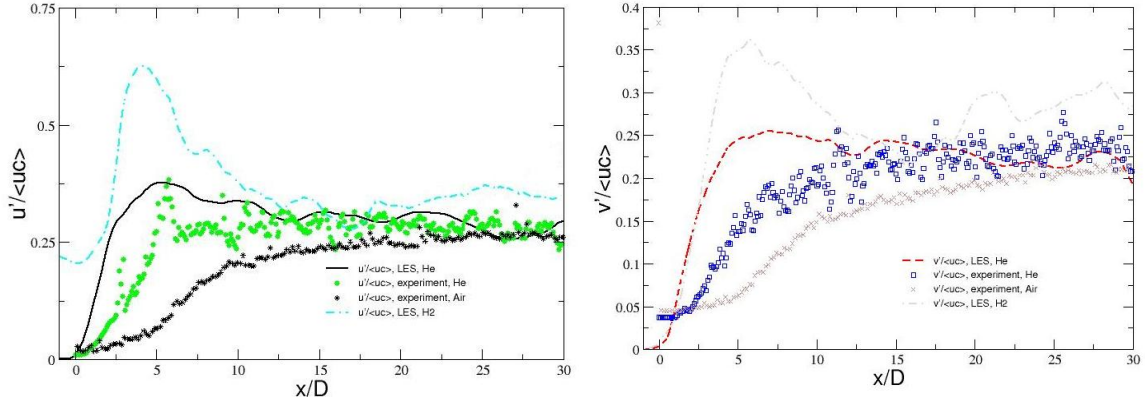 0.75
0.5
0.25
0
0
5
10
15
20
25
30
x/D
u'/<uc>
u'/<uc>, LES, He
u'/<uc>, experiment, He
u'/<uc>, experiment, Air
u'/<uc>, LES, H2
0.4
0.35
0.3
0.25
0.2
0.15
0.1
0.05
0
0
5
10
15
20
25
30
x/D
v'/<uc>
v'/<uc>, LES, He
v'/<uc>, experiment, He
v'/<uc>, experiment, Air
v'/<uc>, LES, H2